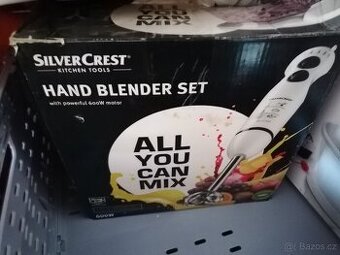 SILVERCREST
KITCHEN TOOLS
HAND BLENDER SET
with powerful 600W motor
ALL
YOU
CAN
MIX
600W
Bazos.cz